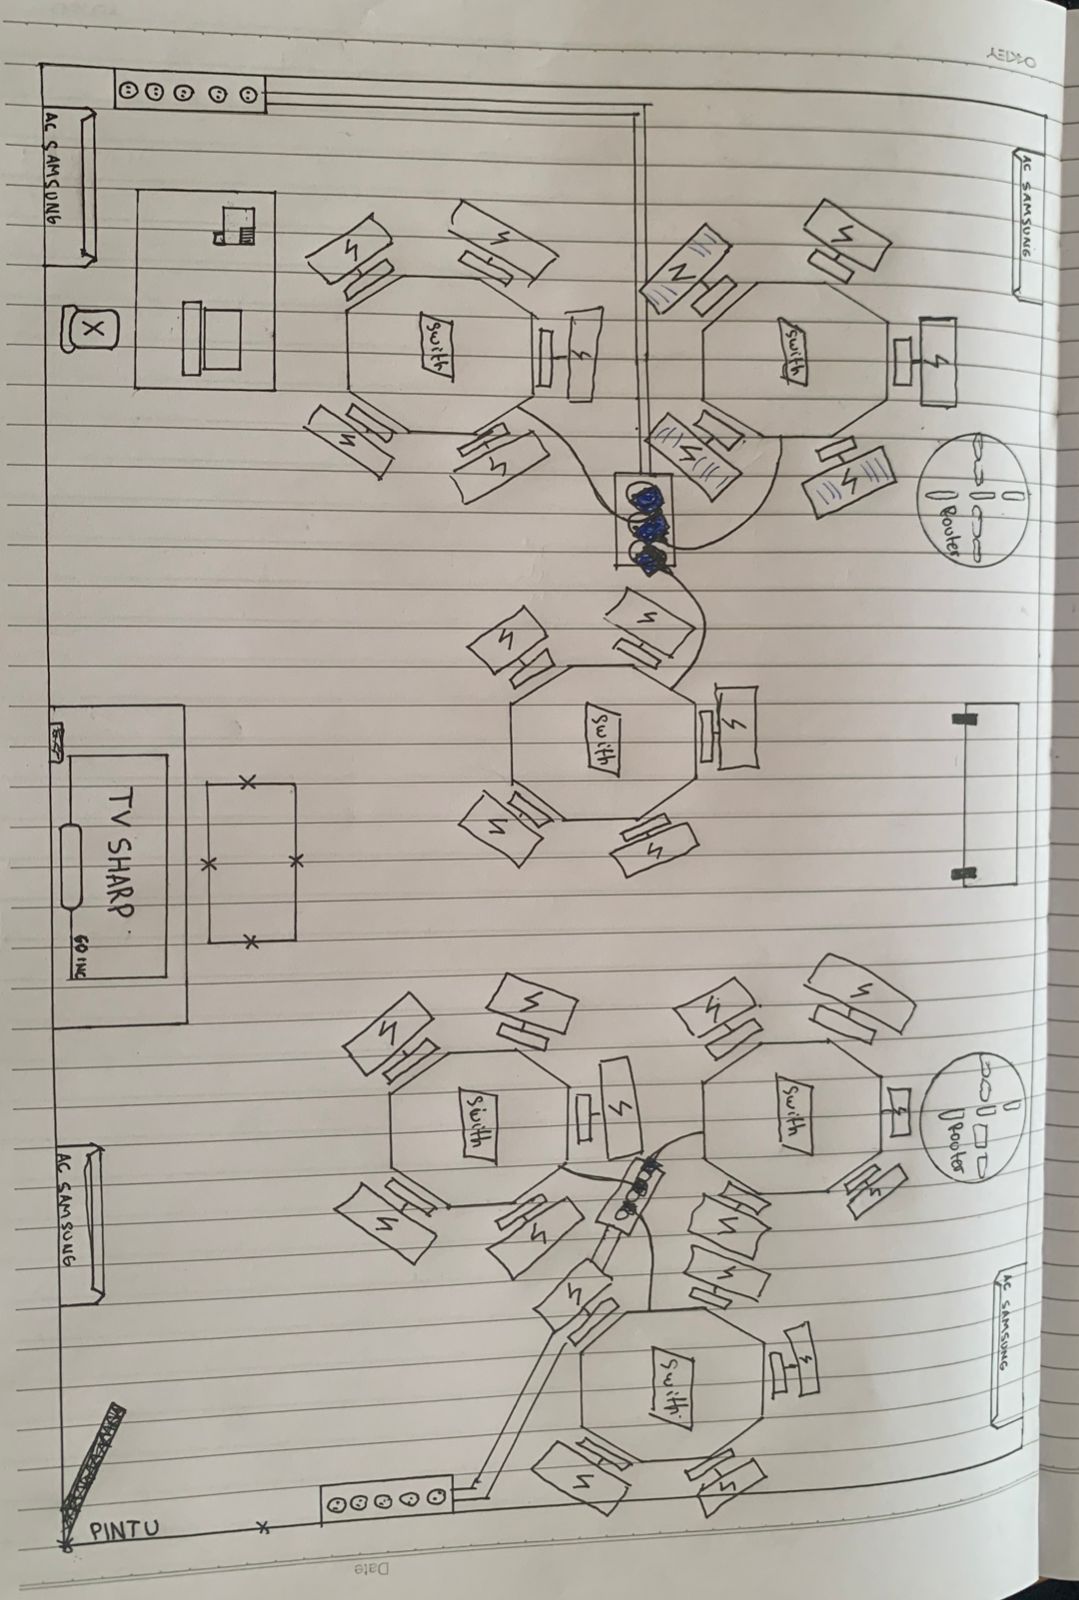 AC SAMSUNG
AC SAMSUNG
Router
Router
swith
swith
swith
swith
swith
swith
Date
PINTU
TV SHARP
60 INC
AC SAMSUNG
AC SAMSUNG